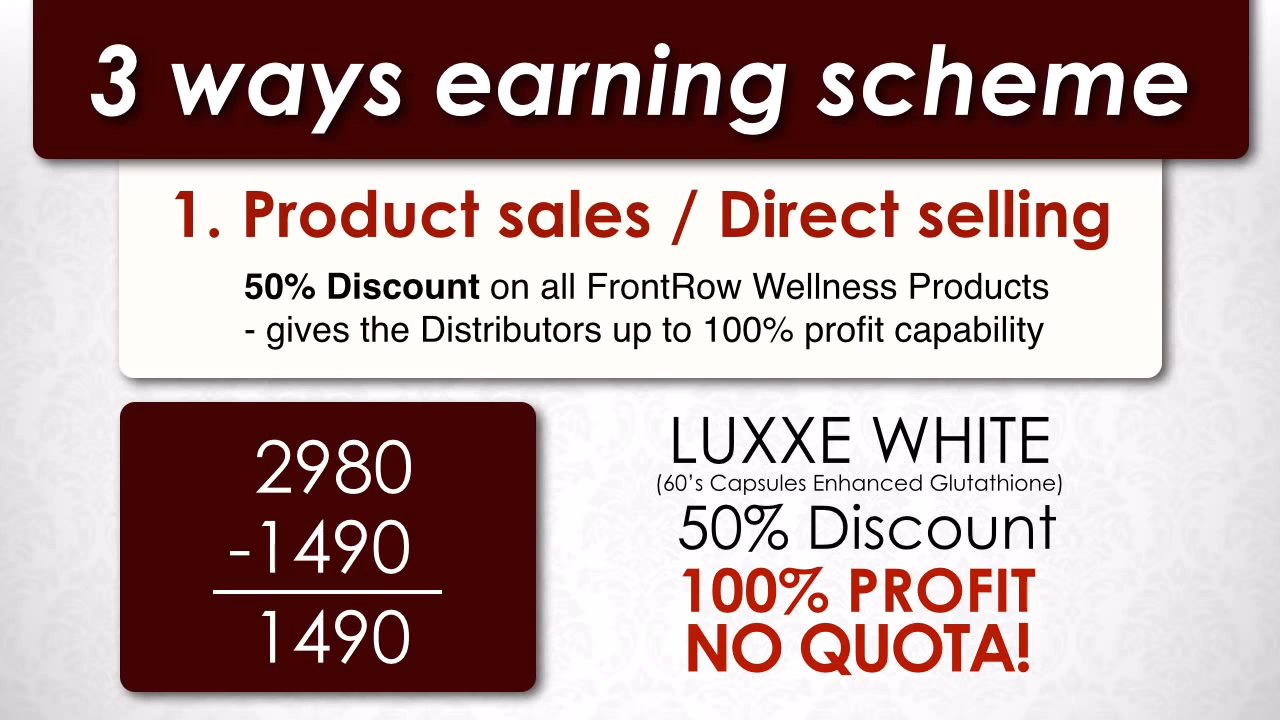 3 ways earning scheme
1. Product sales / Direct selling
50% Discount on all FrontRow Wellness Products
- gives the Distributors up to 100% profit capability
2980
-1490
1490
LUXXE WHITE
(60's Capsules Enhanced Glutathione)
50% Discount
100% PROFIT
NO QUOTA!